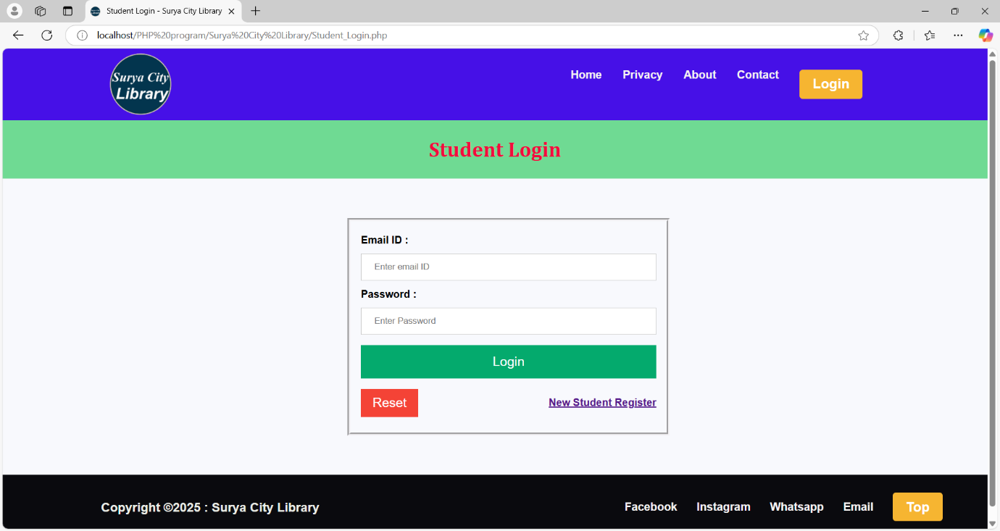 Student Login - Surya City Library
localhost/PHP%20program/Surya%20City%20Library/Student_Login.php
Surya City
Library
Home Privacy About Contact Login
Student Login
Email ID :
Enter email ID
Password :
Enter Password
Login
Reset New Student Register
Copyright ©2025 : Surya City Library Facebook Instagram Whatsapp Email Top